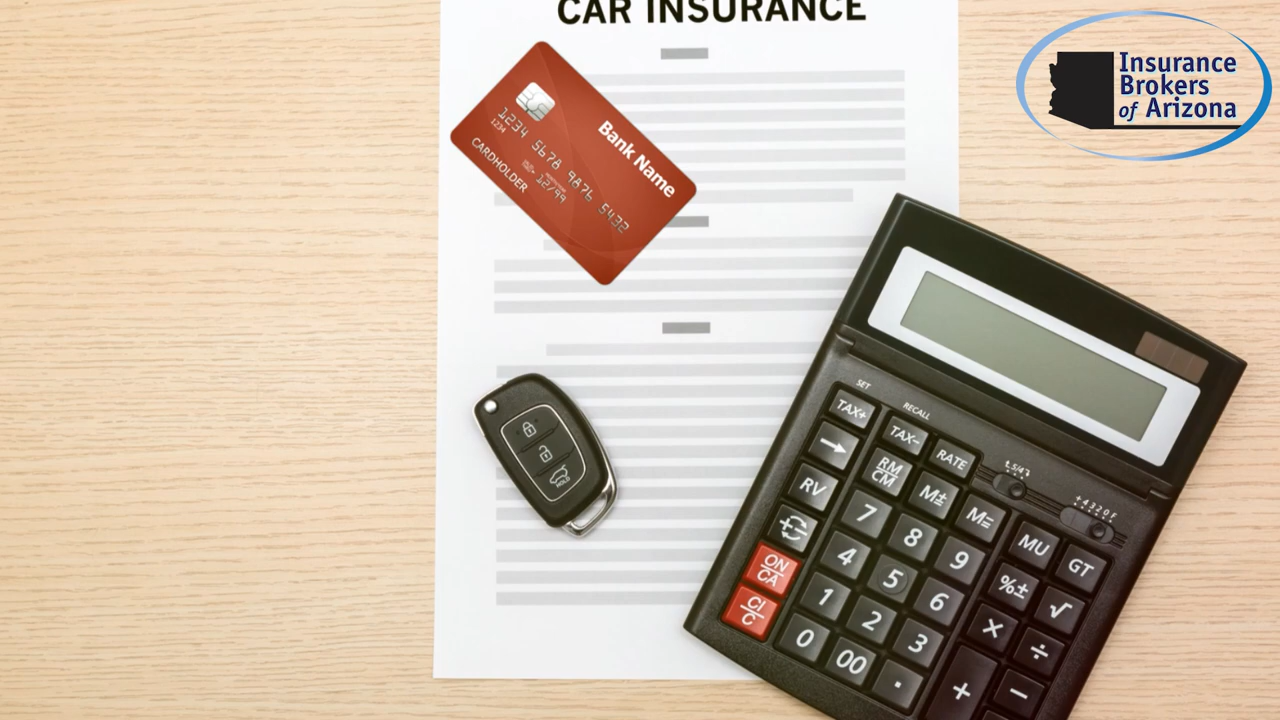 CAR INSURANCE
Insurance
Brokers
of Arizona
Bank Name
1234 5678 9876 5432
1234
12/99
CARDHOLDER
HOLD
SET
RECALL
TAX+
TAX-
RATE
→
RM
CM
M±
M=
RV
7
8
9
MU
GT
4
5
6
%±
√
ON
CA
1
2
3
×
÷
CI
C
0
00
.
+
−